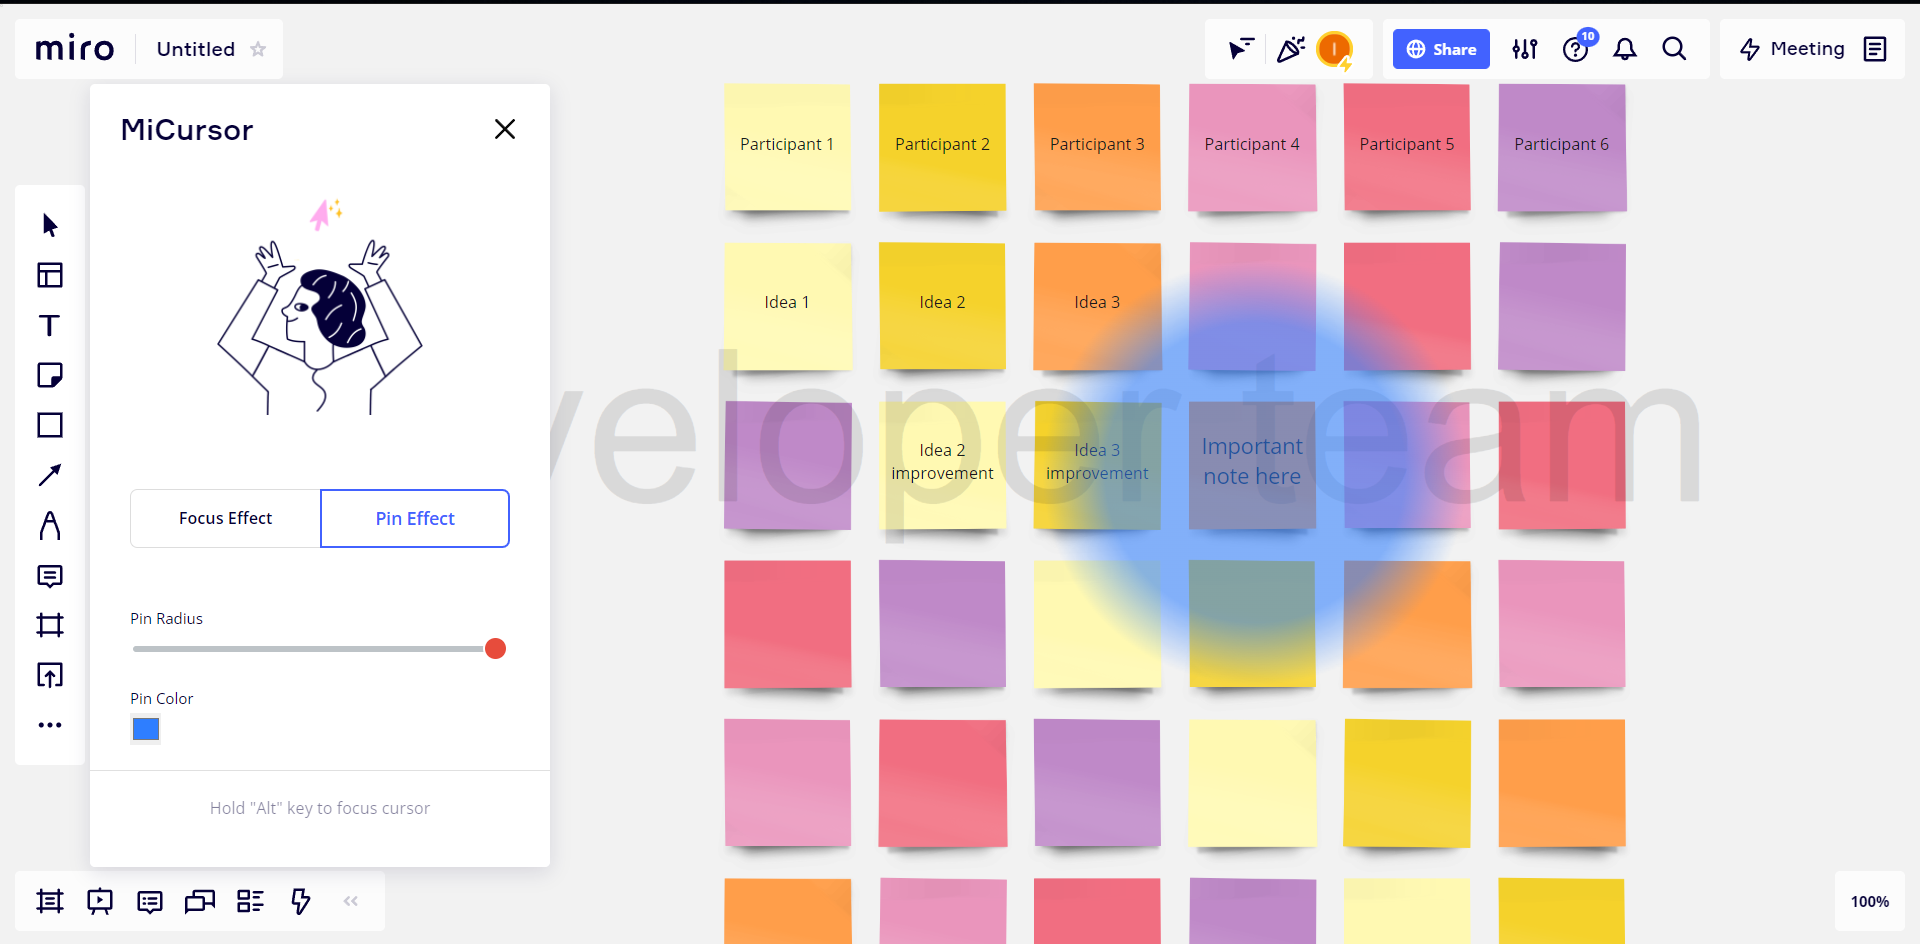 miro
Untitled
Share
10
Meeting
MiCursor
Focus Effect
Pin Effect
Pin Radius
Pin Color
Hold "Alt" key to focus cursor
Participant 1
Participant 2
Participant 3
Participant 4
Participant 5
Participant 6
Idea 1
Idea 2
Idea 3
veloper team
Idea 2
improvement
Idea 3
improvement
Important
note here
100%